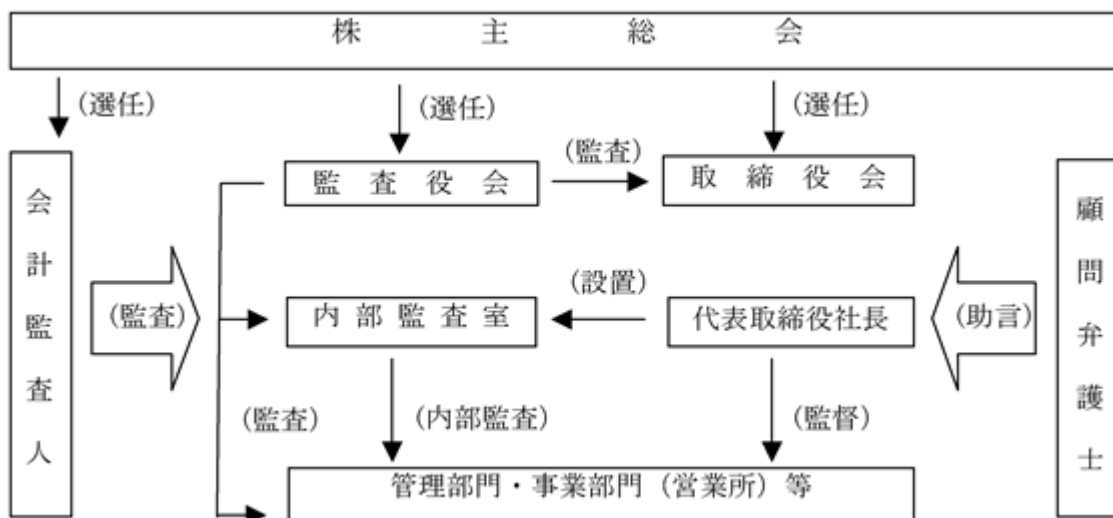 株主総会
(選任)
(選任)
(選任)
監査役会
(監査)
取締役会
会計監査人
(監査)
内部監査室
(設置)
代表取締役社長
(助言)
顧問弁護士
(監査)
(内部監査)
(監督)
管理部門・事業部門（営業所）等